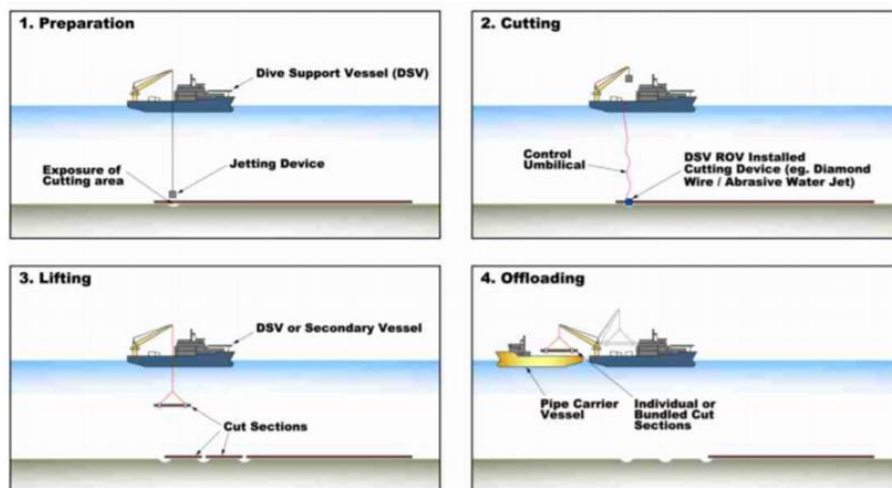 1. Preparation
Dive Support Vessel (DSV)
Exposure of
Cutting area
Jetting Device
2. Cutting
Control
Umbilical
DSV ROV Installed
Cutting Device (eg. Diamond
Wire / Abrasive Water Jet)
3. Lifting
DSV or Secondary Vessel
Cut Sections
4. Offloading
Pipe Carrier
Vessel
Individual or
Bundled Cut
Sections